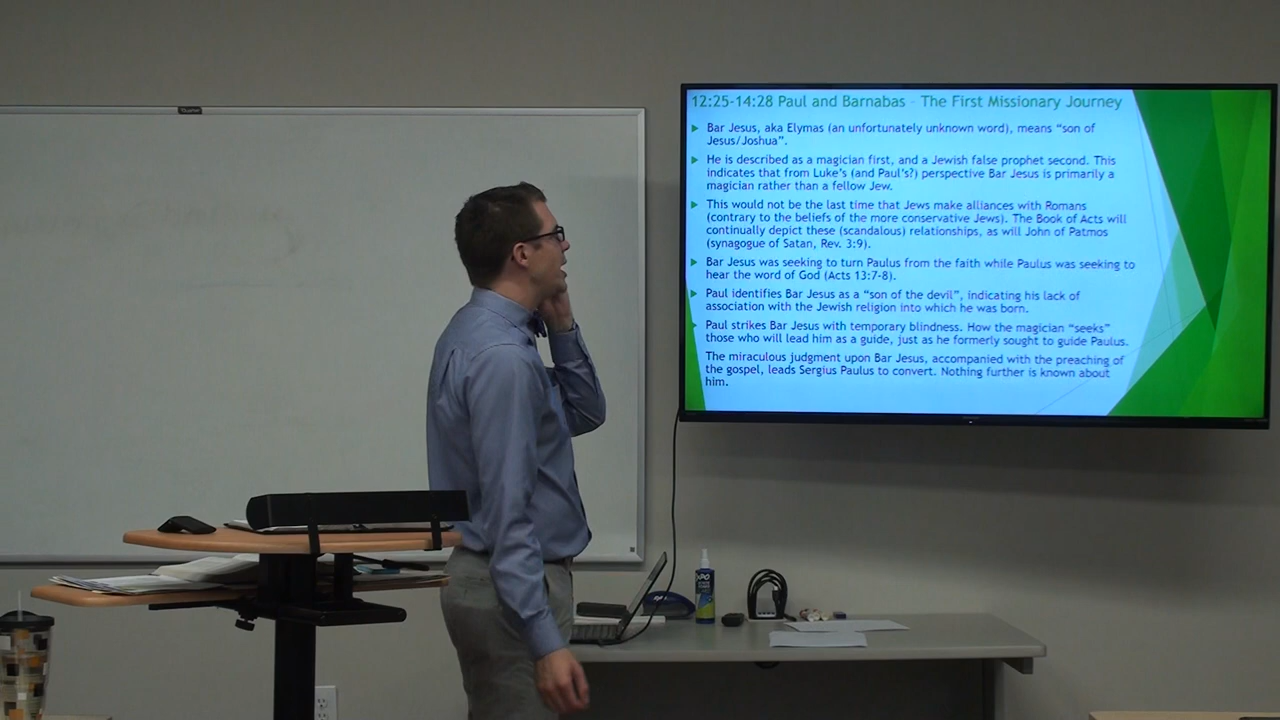 12:25-14:28 Paul and Barnabas – The First Missionary Journey
Bar Jesus, aka Elymas (an unfortunately unknown word), means “son of
Jesus/Joshua”.
He is described as a magician first, and a Jewish false prophet second. This
indicates that from Luke’s (and Paul’s?) perspective Bar Jesus is primarily a
magician rather than a fellow Jew.
This would not be the last time that Jews make alliances with Romans
(contrary to the beliefs of the more conservative Jews). The Book of Acts will
continually depict these (scandalous) relationships, as will John of Patmos
(synagogue of Satan, Rev. 3:9).
Bar Jesus was seeking to turn Paulus from the faith while Paulus was seeking to
hear the word of God (Acts 13:7-8).
Paul identifies Bar Jesus as a “son of the devil”, indicating his lack of
association with the Jewish religion into which he was born.
Paul strikes Bar Jesus with temporary blindness. How the magician “seeks”
those who will lead him as a guide, just as he formerly sought to guide Paulus.
The miraculous judgment upon Bar Jesus, accompanied with the preaching of
the gospel, leads Sergius Paulus to convert. Nothing further is known about
him.